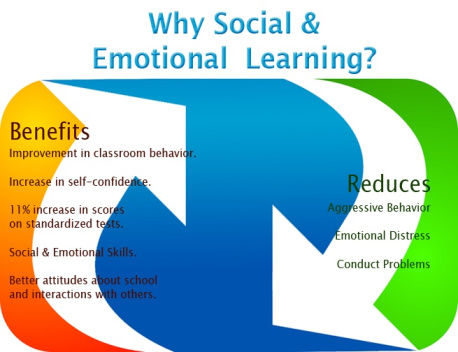 Why Social &
Emotional Learning?
Benefits
Improvement in classroom behavior.
Increase in self-confidence.
11% increase in scores
on standardized tests.
Social & Emotional Skills.
Better attitudes about school
and interactions with others.
Reduces
Aggressive Behavior
Emotional Distress
Conduct Problems